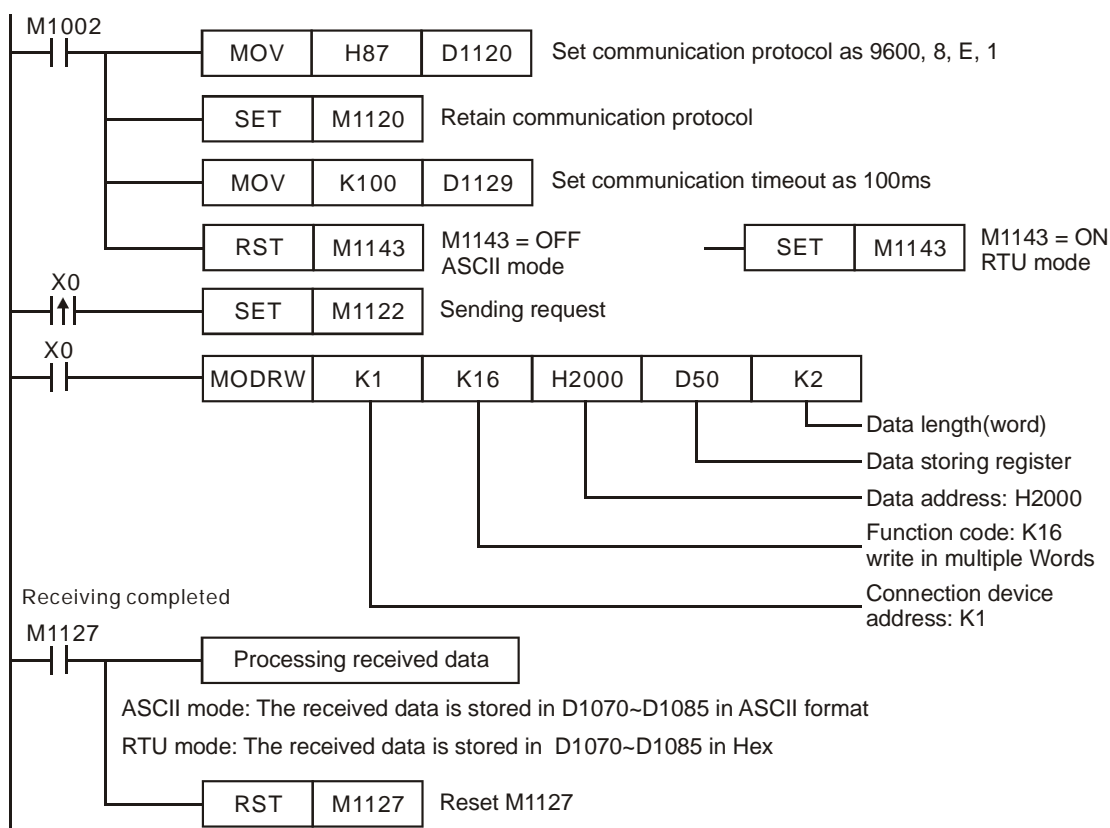 M1002
MOV H87 D1120 Set communication protocol as 9600, 8, E, 1
SET M1120 Retain communication protocol
MOV K100 D1129 Set communication timeout as 100ms
RST M1143 M1143 = OFF
ASCII mode
SET M1143 M1143 = ON
RTU mode
X0
SET M1122 Sending request
X0
MODRW K1 K16 H2000 D50 K2
Data length(word)
Data storing register
Data address: H2000
Function code: K16
write in multiple Words
Connection device
address: K1
Receiving completed
M1127
Processing received data
ASCII mode: The received data is stored in D1070~D1085 in ASCII format
RTU mode: The received data is stored in D1070~D1085 in Hex
RST M1127 Reset M1127